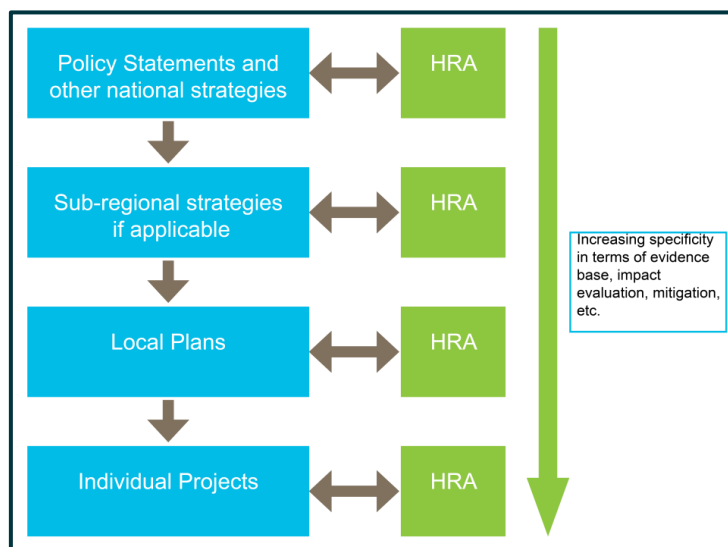 Policy Statements and
other national strategies
HRA
Sub-regional strategies
if applicable
HRA
Increasing specificity
in terms of evidence
base, impact
evaluation, mitigation,
etc.
Local Plans
HRA
Individual Projects
HRA